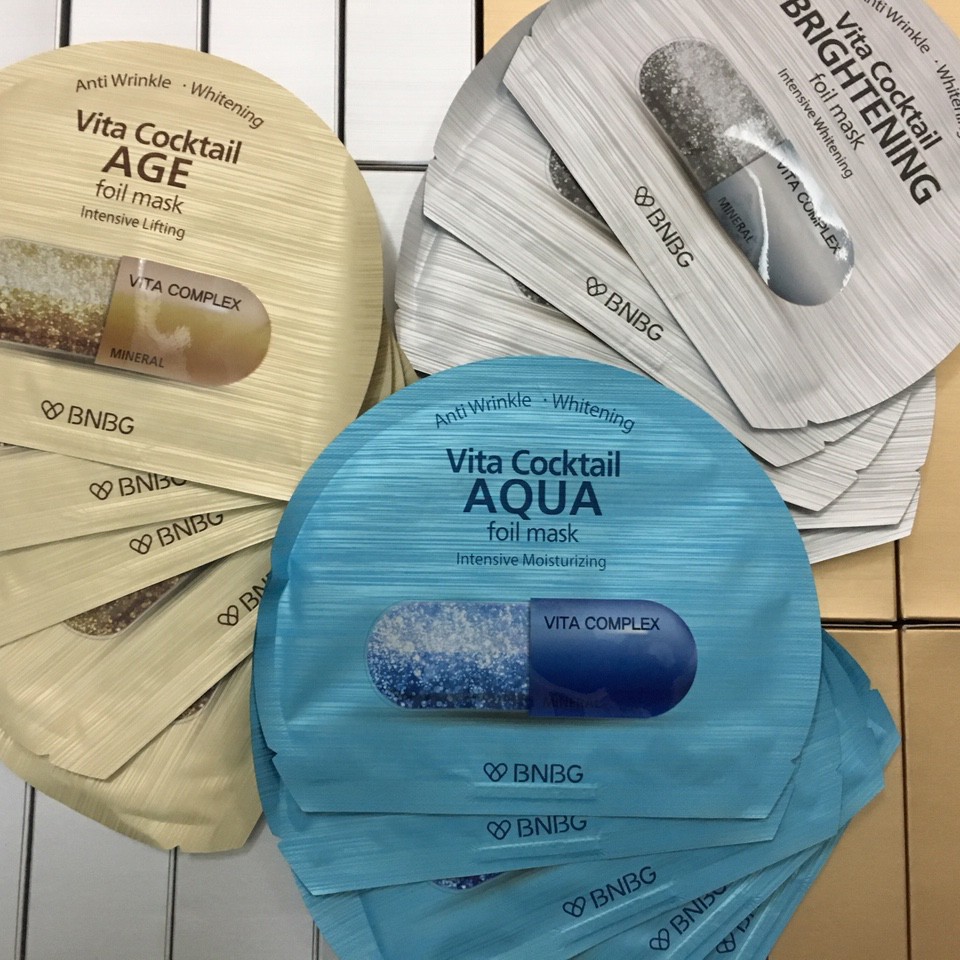 Anti Wrinkle · Whitening
Vita Cocktail
AGE
foil mask
Intensive Lifting
VITA COMPLEX
MINERAL
BNBG
BNBG
BNBG
Anti Wrinkle
Whitening
Vita Cocktail
BRIGHTENING
foil mask
Intensive Whitening
VITA COMPLEX
MINERAL
BNBG
BNBG
Anti Wrinkle · Whitening
Vita Cocktail
AQUA
foil mask
Intensive Moisturizing
VITA COMPLEX
MINERAL
BNBG
BNBG
BNBG
BNBG